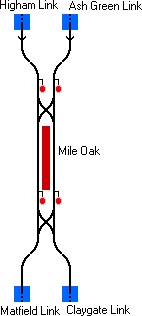 Higham Link
Ash Green Link
Mile Oak
Matfield Link
Claygate Link